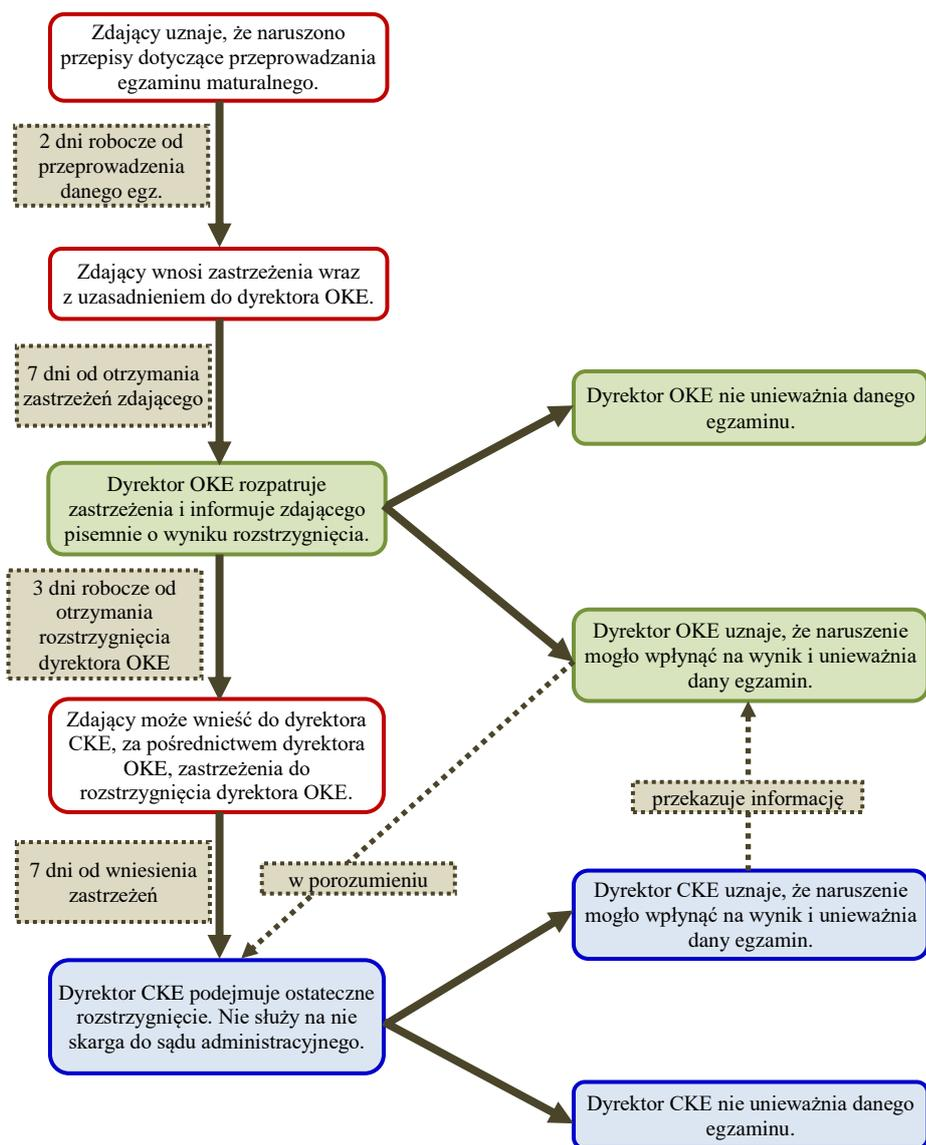 Zdający uznaje, że naruszono
przepisy dotyczące przeprowadzania
egzaminu maturalnego.
2 dni robocze od
przeprowadzenia
danego egz.
Zdający wnosi zastrzeżenia wraz
z uzasadnieniem do dyrektora OKE.
7 dni od otrzymania
zastrzeżeń zdającego
Dyrektor OKE nie unieważnia danego
egzaminu.
Dyrektor OKE rozpatruje
zastrzeżenia i informuje zdającego
pisemnie o wyniku rozstrzygnięcia.
3 dni robocze od
otrzymania
rozstrzygnięcia
dyrektora OKE
Dyrektor OKE uznaje, że naruszenie
mogło wpłynąć na wynik i unieważnia
dany egzamin.
Zdający może wnieść do dyrektora
CKE, za pośrednictwem dyrektora
OKE, zastrzeżenia do
rozstrzygnięcia dyrektora OKE.
przekazuje informację
7 dni od wniesienia
zastrzeżeń
w porozumieniu
Dyrektor CKE uznaje, że naruszenie
mogło wpłynąć na wynik i unieważnia
dany egzamin.
Dyrektor CKE podejmuje ostateczne
rozstrzygnięcie. Nie służy na nie
skarga do sądu administracyjnego.
Dyrektor CKE nie unieważnia danego
egzaminu.